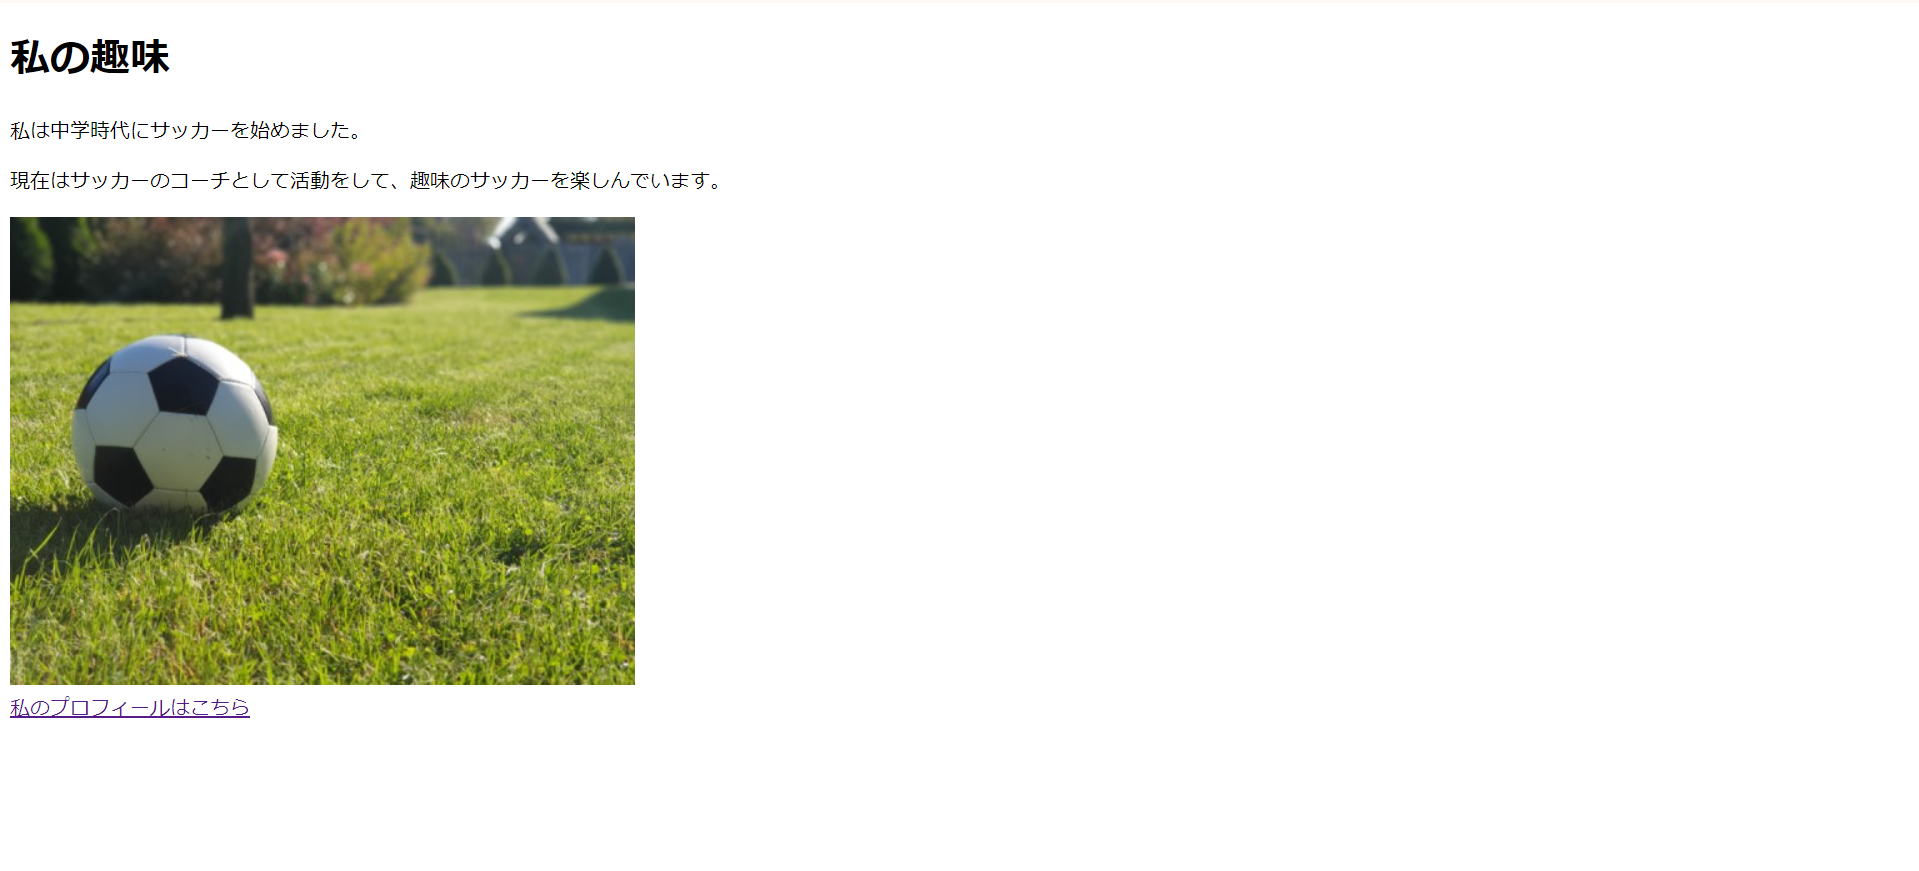 私の趣味
私は中学時代にサッカーを始めました。
現在はサッカーのコーチとして活動をして、趣味のサッカーを楽しんでいます。
私のプロフィールはこちら